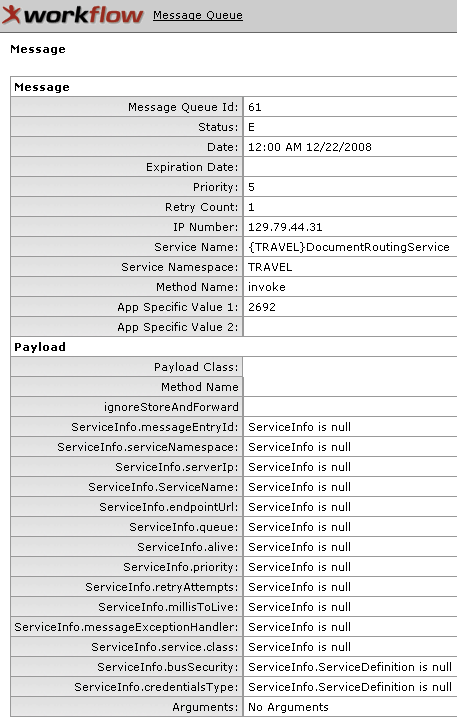 workflow Message Queue
Message
Message
Message Queue Id: 61
Status: E
Date: 12:00 AM 12/22/2008
Expiration Date:
Priority: 5
Retry Count: 1
IP Number: 129.79.44.31
Service Name: {TRAVEL}DocumentRoutingService
Service Namespace: TRAVEL
Method Name: invoke
App Specific Value 1: 2692
App Specific Value 2:
Payload
Payload Class:
Method Name
ignoreStoreAndForward
ServiceInfo.messageEntryId: ServiceInfo is null
ServiceInfo.serviceNamespace: ServiceInfo is null
ServiceInfo.serverIp: ServiceInfo is null
ServiceInfo.ServiceName: ServiceInfo is null
ServiceInfo.endpointUrl: ServiceInfo is null
ServiceInfo.queue: ServiceInfo is null
ServiceInfo.alive: ServiceInfo is null
ServiceInfo.priority: ServiceInfo is null
ServiceInfo.retryAttempts: ServiceInfo is null
ServiceInfo.millisToLive: ServiceInfo is null
ServiceInfo.messageExceptionHandler: ServiceInfo is null
ServiceInfo.service.class: ServiceInfo is null
ServiceInfo.busSecurity: ServiceInfo.ServiceDefinition is null
ServiceInfo.credentialsType: ServiceInfo.ServiceDefinition is null
Arguments: No Arguments